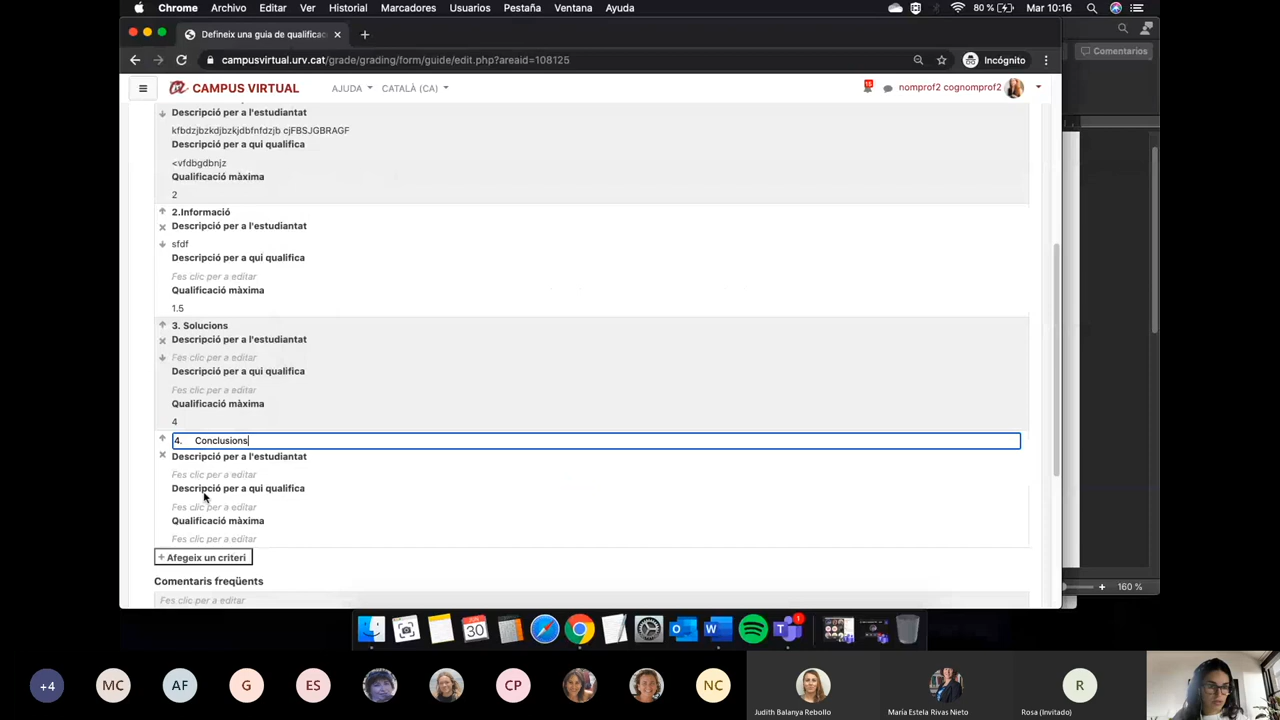 Chrome Archivo Editar Ver Historial Marcadores Usuarios Pestaña Ventana Ayuda 80 % Mar 10:16
Defineix una guia de qualificac
campusvirtual.urv.cat/grade/grading/form/guide/edit.php?areaid=108125 Incógnito
Comentarios
CAMPUS VIRTUAL AJUDA CATALÀ (CA) nomprof2 cognomprof2
Descripció per a l'estudiantat
kfbdzjbzkdjbzkjdbfnfdzjb cjFBSJGBRAGF
Descripció per a qui qualifica
<vfdbgdbnjz
Qualificació màxima
2
2.Informació
Descripció per a l'estudiantat
sfdf
Descripció per a qui qualifica
Fes clic per a editar
Qualificació màxima
1.5
3. Solucions
Descripció per a l'estudiantat
Fes clic per a editar
Descripció per a qui qualifica
Fes clic per a editar
Qualificació màxima
4
4. Conclusions
Descripció per a l'estudiantat
Fes clic per a editar
Descripció per a qui qualifica
Fes clic per a editar
Qualificació màxima
Fes clic per a editar
+ Afegeix un criteri
Comentaris freqüents
Fes clic per a editar
160 %
30
1
+4 MC AF G ES CP NC R
Judith Balanya Rebollo María Estela Rivas Nieto Rosa (Invitado)